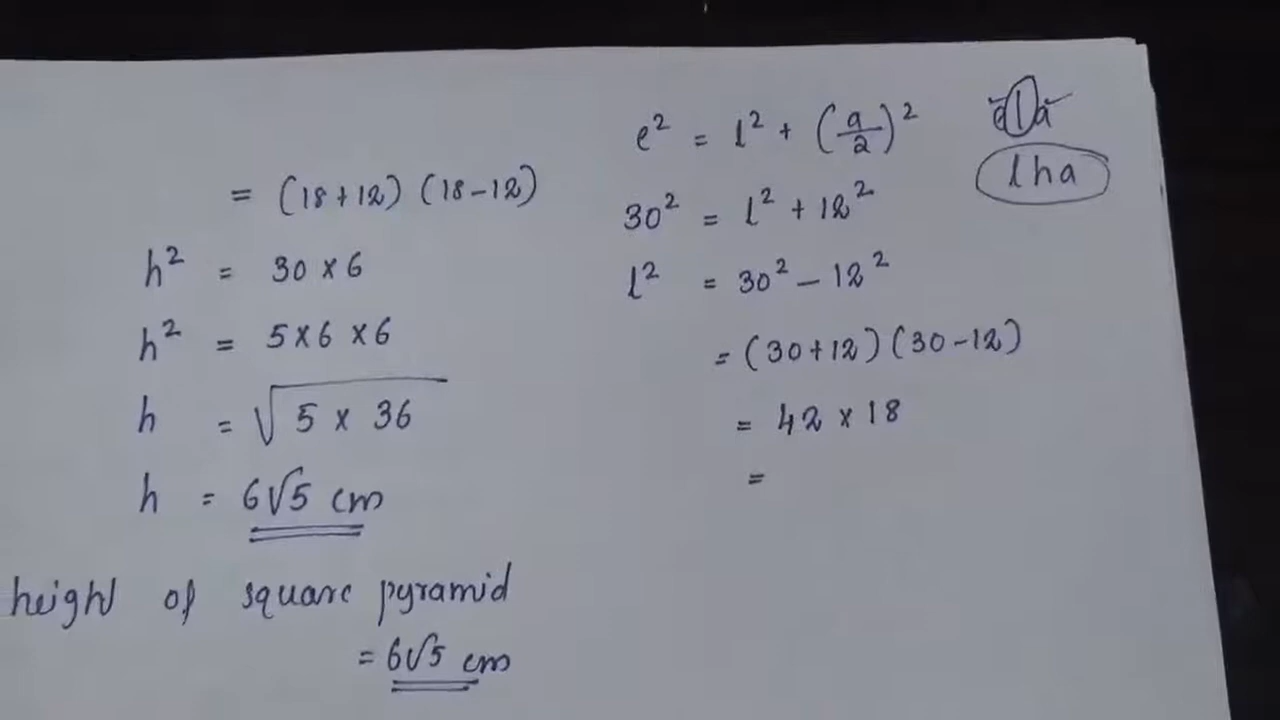 = (18+12) (18-12)
h² = 30 × 6
h² = 5×6 ×6
h = √5 × 36
h = 6√5 cm
height of square pyramid
= 6√5 cm
e² = l² + (a/2)²
30² = l² + 12²
l² = 30² - 12²
= (30+12) (30-12)
= 42 × 18
=
e l a
l h a